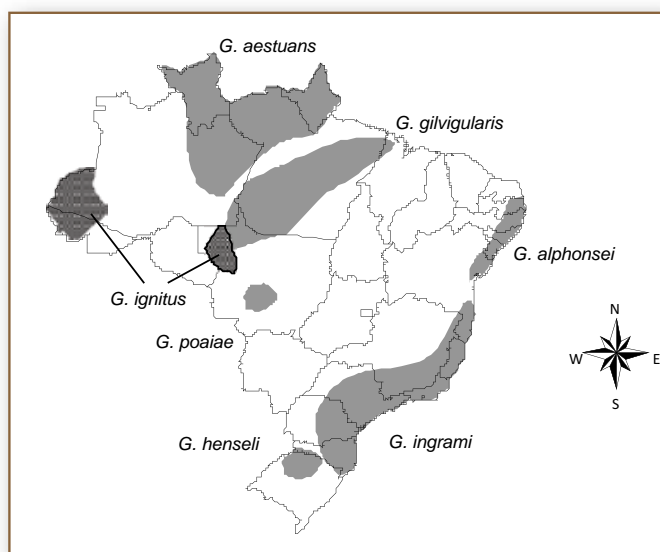 G. aestuans
G. gilvigularis
G. alphonsei
G. ignitus
N
W E
S
G. poaiae
G. henseli
G. ingrami